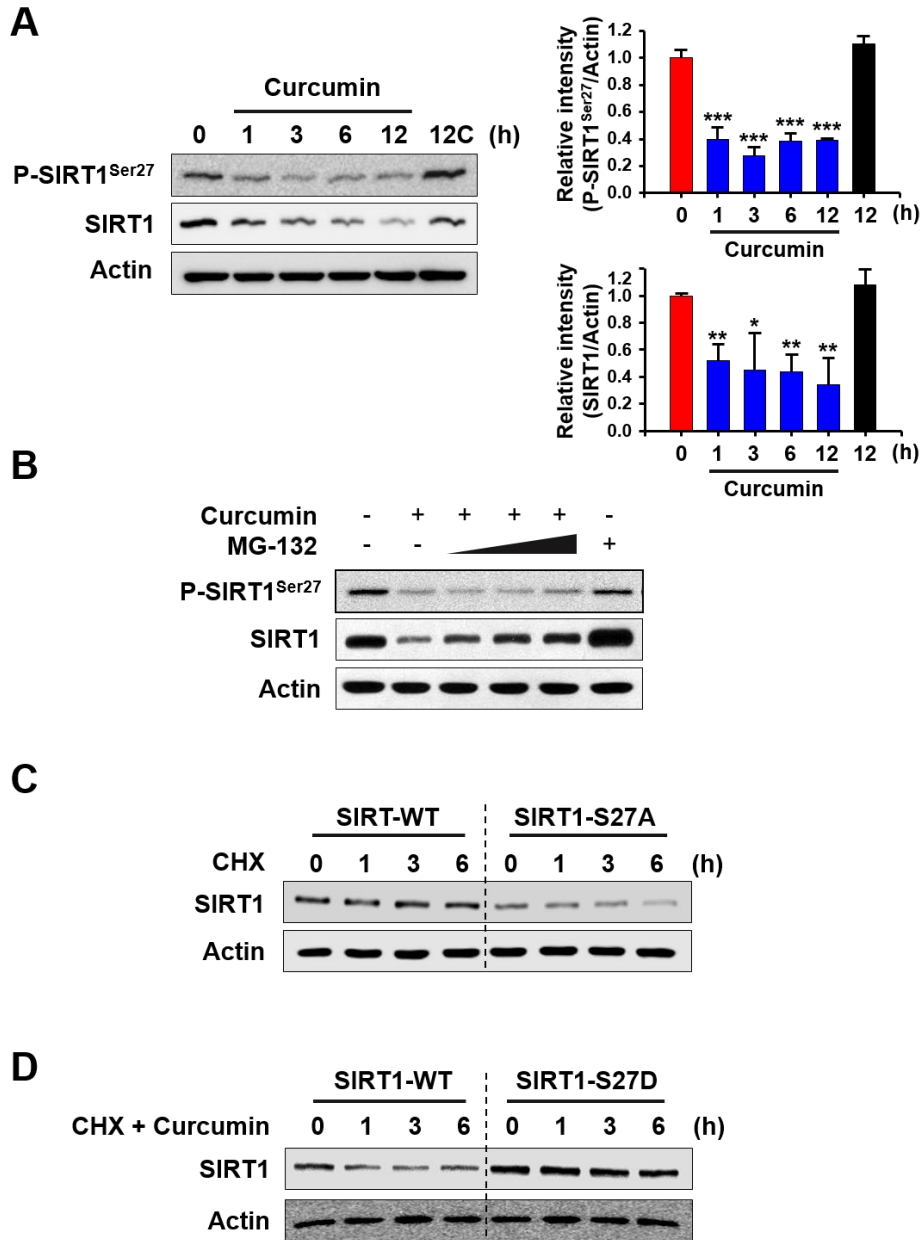 A
Curcumin
0 1 3 6 12 12C (h)
P-SIRT1Ser27
SIRT1
Actin
Relative intensity
(P-SIRT1Ser27/Actin)
1.2
1.0
0.8
0.6
0.4
0.2
0.0
*** *** *** ***
0 1 3 6 12 12 (h)
Curcumin
Relative intensity
(SIRT1/Actin)
1.2
1.0
0.8
0.6
0.4
0.2
0.0
** * ** **
0 1 3 6 12 12 (h)
Curcumin
B
Curcumin - + + + + -
MG-132 - - +
P-SIRT1Ser27
SIRT1
Actin
C
SIRT-WT SIRT1-S27A
CHX 0 1 3 6 0 1 3 6 (h)
SIRT1
Actin
D
SIRT1-WT SIRT1-S27D
CHX + Curcumin 0 1 3 6 0 1 3 6 (h)
SIRT1
Actin